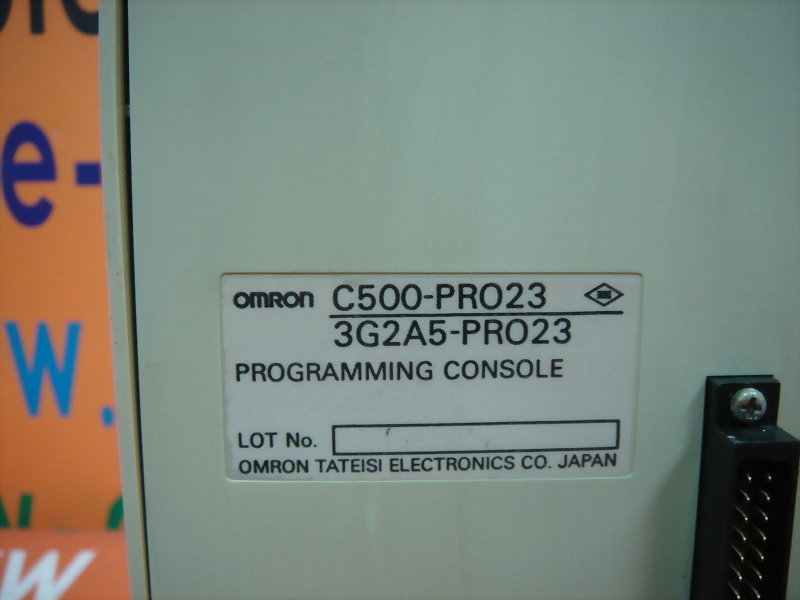 OMRON C500-PRO23
3G2A5-PRO23
PROGRAMMING CONSOLE
LOT No.
OMRON TATEISI ELECTRONICS CO. JAPAN
e-
W.